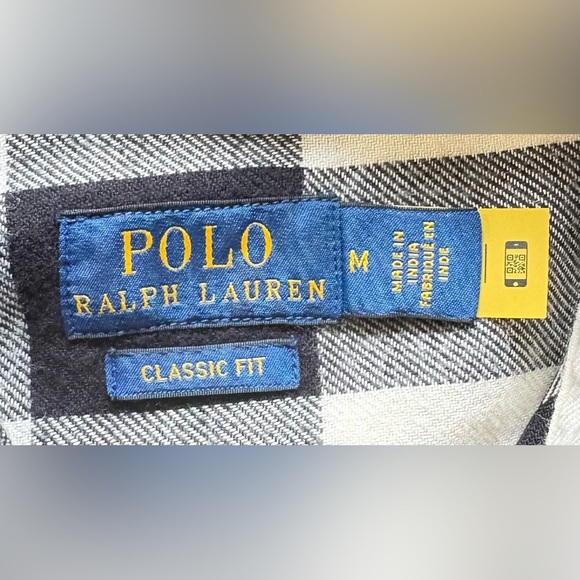 POLO
RALPH LAUREN
M
MADE IN
INDIA
FABRIQUÉ EN
INDE
CLASSIC FIT